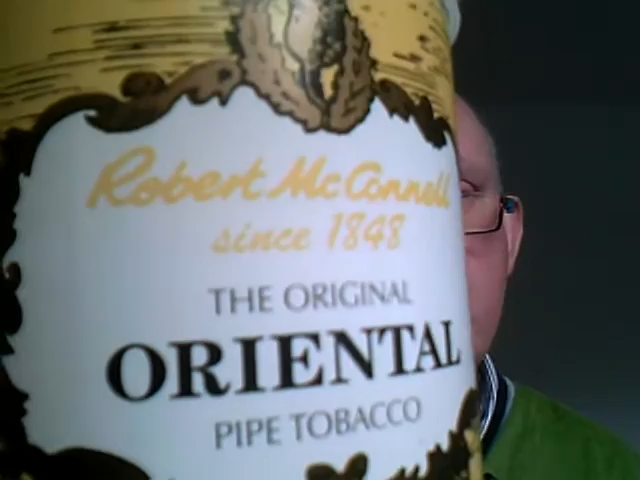 Robert McConnell
since 1848
THE ORIGINAL
ORIENTAL
PIPE TOBACCO